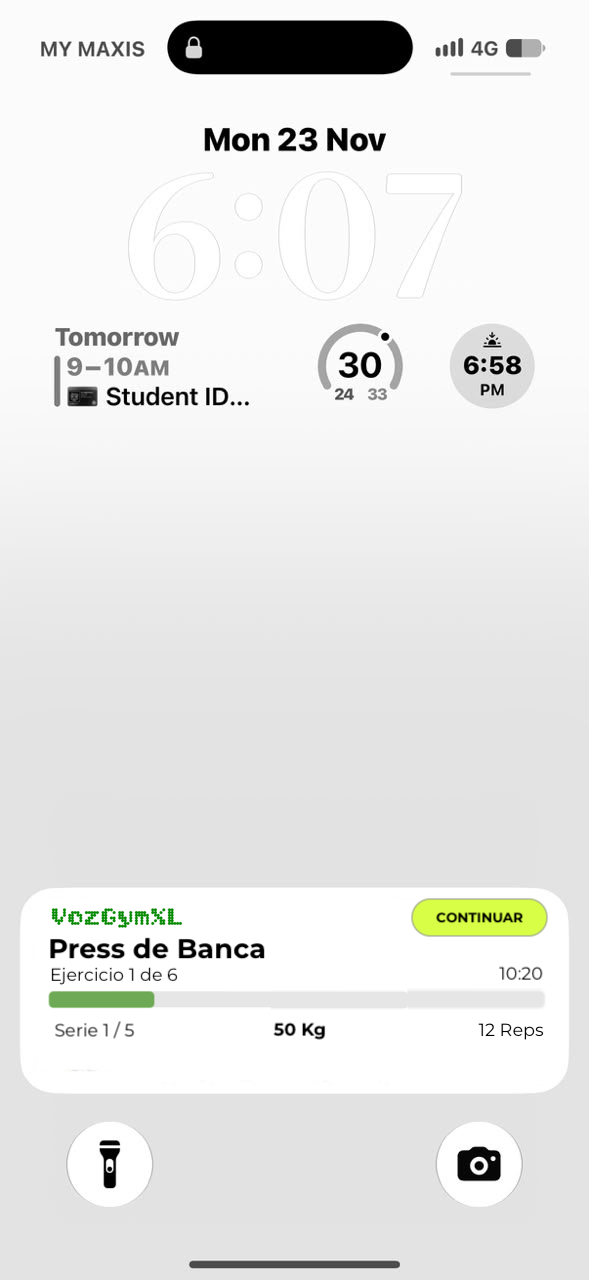 MY MAXIS 4G
Mon 23 Nov
6:07
Tomorrow
9–10AM
Student ID...
30
24 33
6:58
PM
VozGymXL
CONTINUAR
Press de Banca
Ejercicio 1 de 6 10:20
Serie 1 / 5 50 Kg 12 Reps